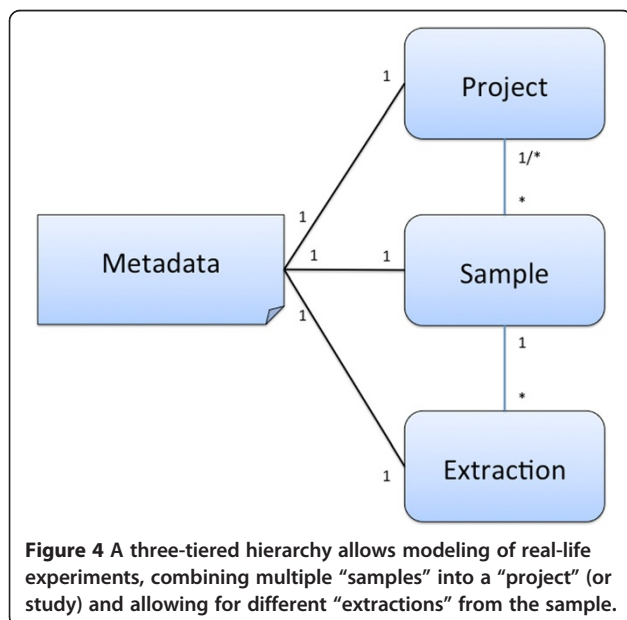 Project
1
1/*
*
1
Metadata
1
1
Sample
1
1
*
1
Extraction
Figure 4 A three-tiered hierarchy allows modeling of real-life
experiments, combining multiple “samples” into a “project” (or
study) and allowing for different “extractions” from the sample.